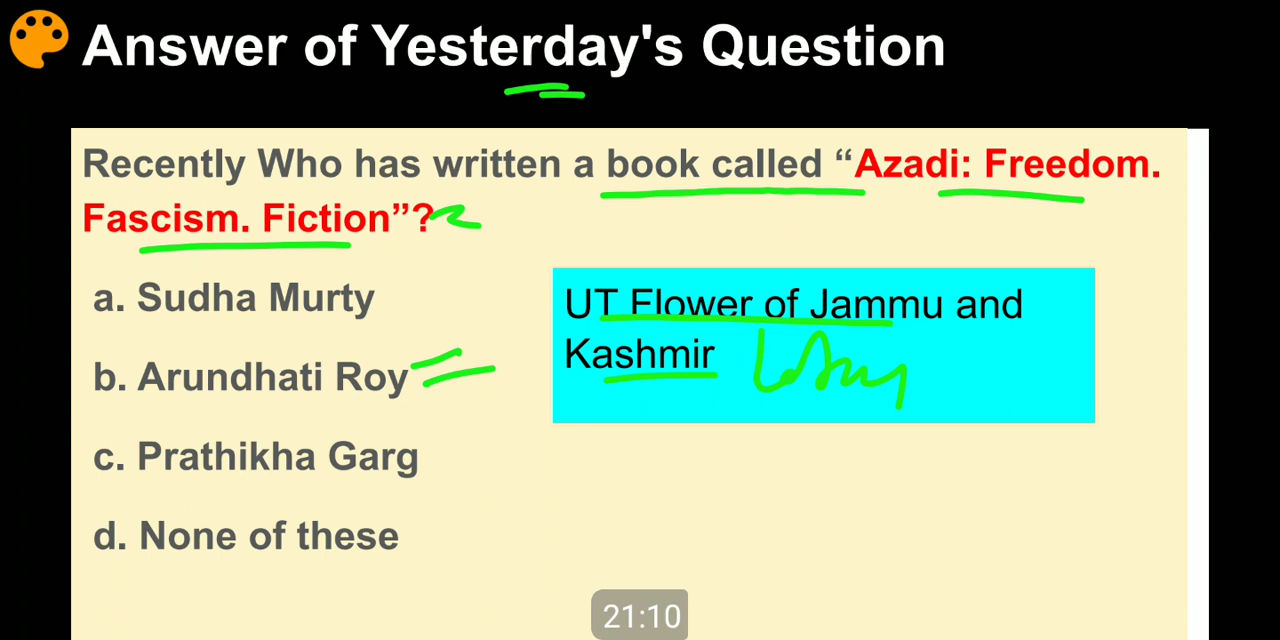 Answer of Yesterday's Question
Recently Who has written a book called “Azadi: Freedom.
Fascism. Fiction”?
a. Sudha Murty
b. Arundhati Roy
c. Prathikha Garg
d. None of these
UT Flower of Jammu and
Kashmir
21:10